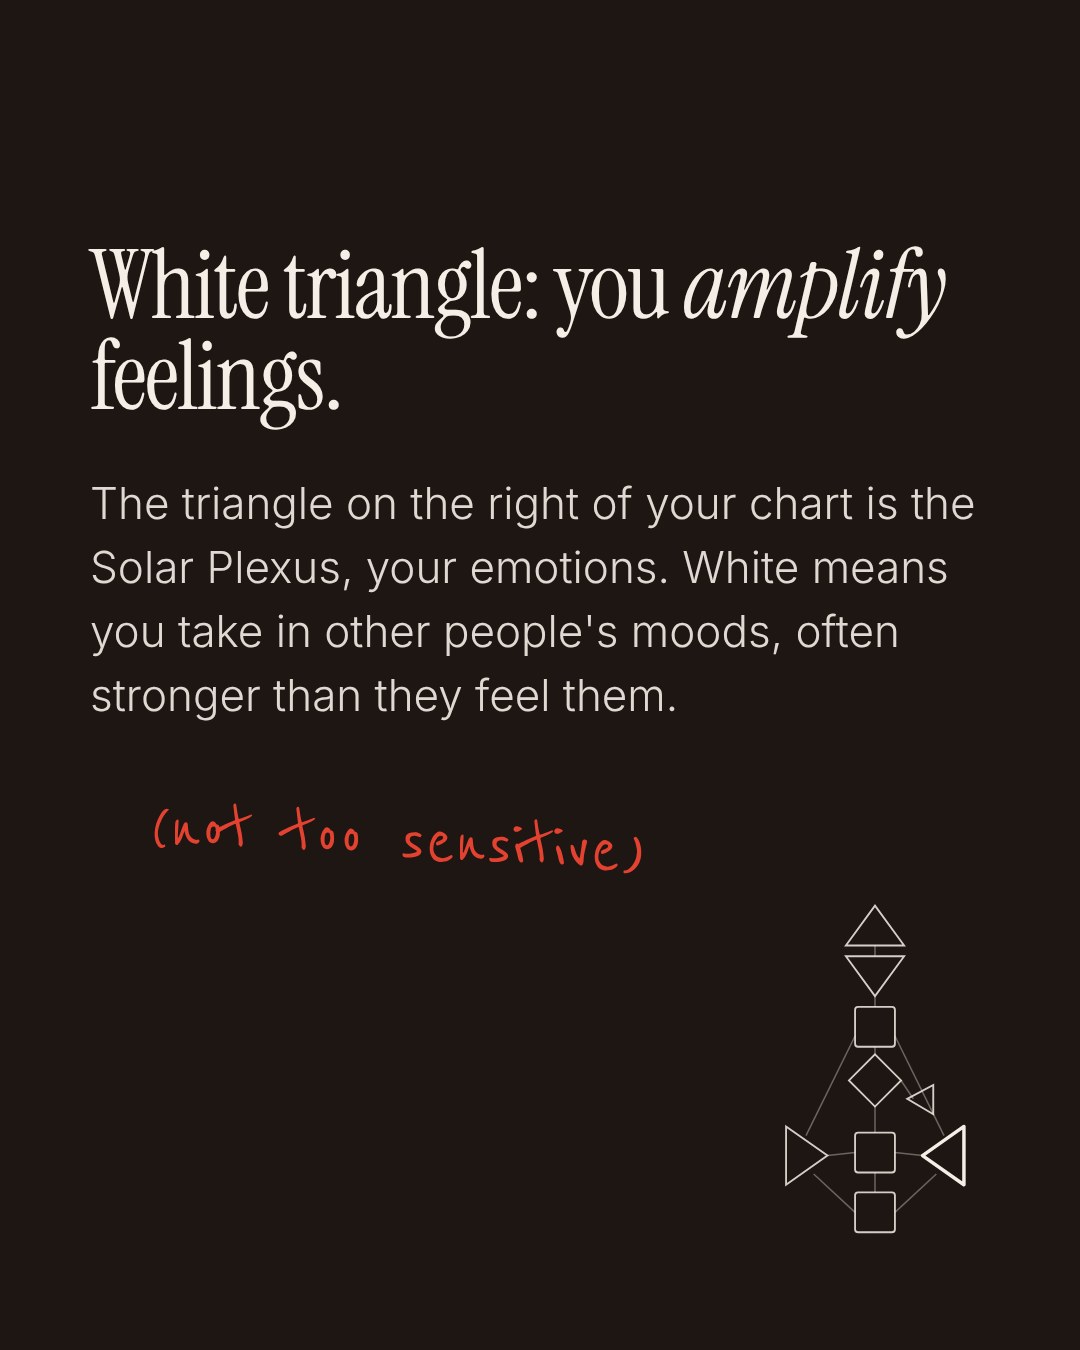 White triangle: you amplify
feelings.
The triangle on the right of your chart is the
Solar Plexus, your emotions. White means
you take in other people's moods, often
stronger than they feel them.
(not too sensitive)